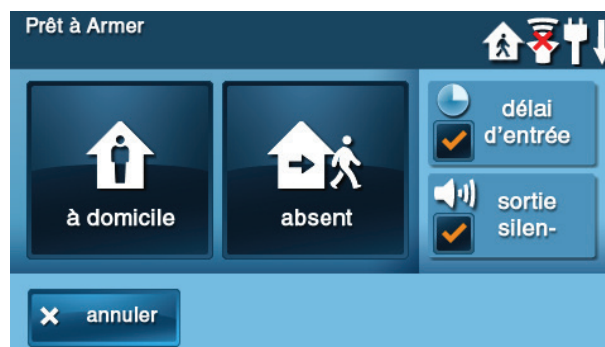 Prêt à Armer
à domicile
absent
délai
d'entrée
sortie
silen-
annuler